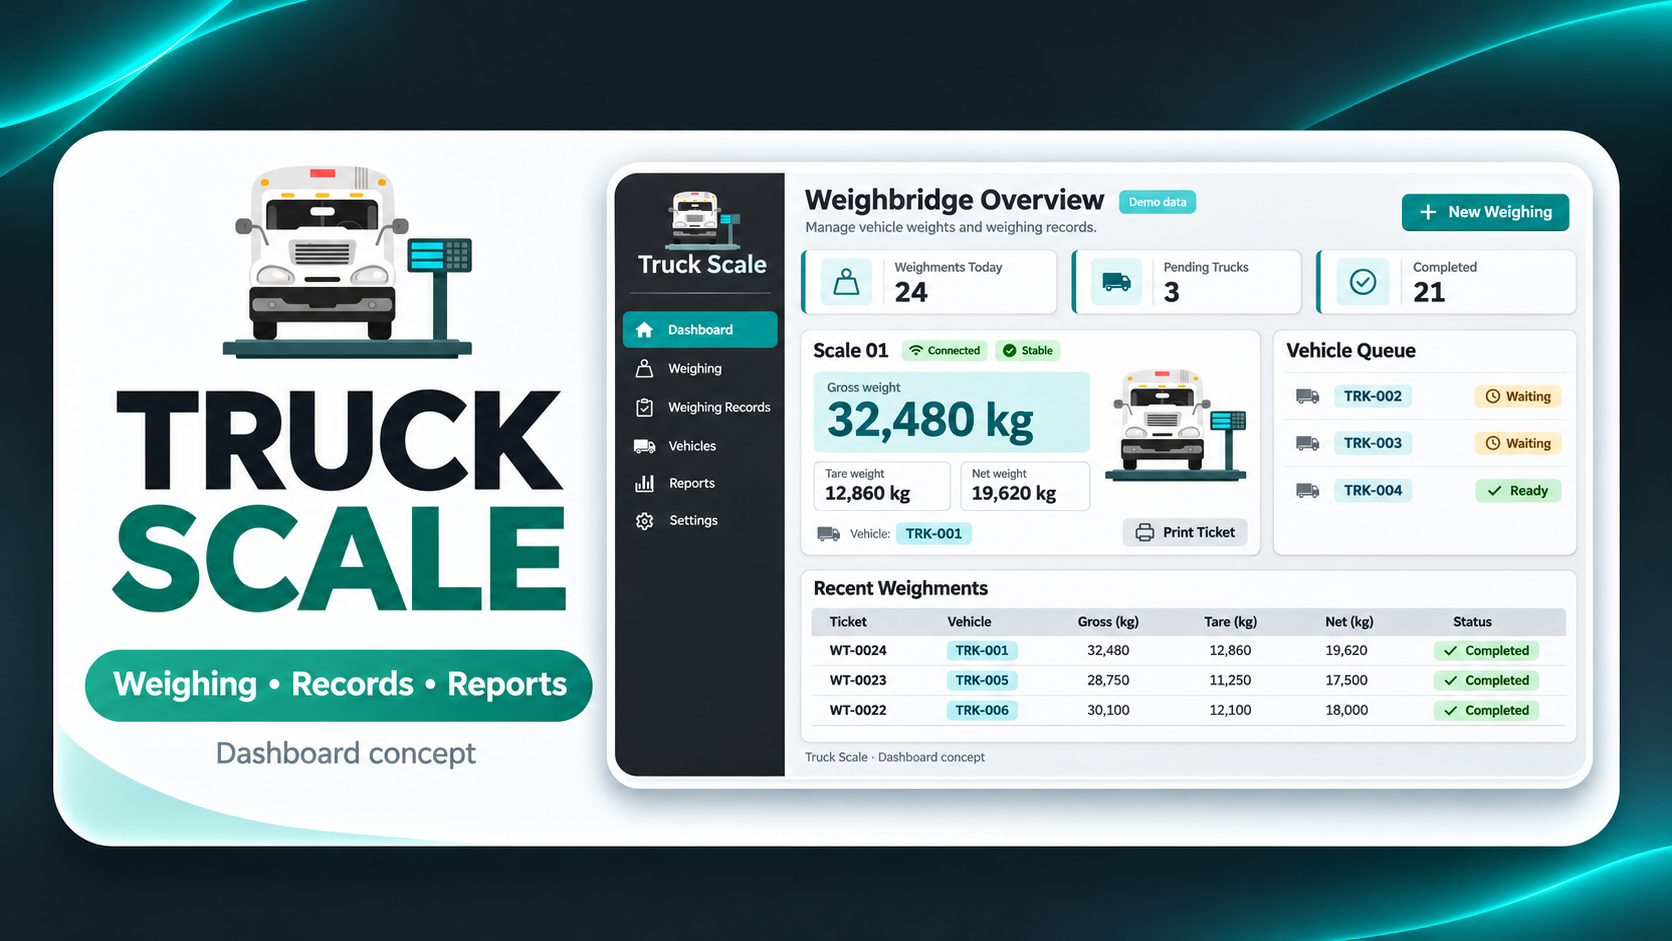 TRUCK
SCALE
Weighing • Records • Reports
Dashboard concept
Truck Scale
Dashboard
Weighing
Weighing Records
Vehicles
Reports
Settings
Weighbridge Overview
Demo data
Manage vehicle weights and weighing records.
+ New Weighing
Weighments Today
24
Pending Trucks
3
Completed
21
Scale 01
Connected
Stable
Gross weight
32,480 kg
Tare weight
12,860 kg
Net weight
19,620 kg
Vehicle: TRK-001
Print Ticket
Vehicle Queue
TRK-002 Waiting
TRK-003 Waiting
TRK-004 Ready
Recent Weighments
Ticket Vehicle Gross (kg) Tare (kg) Net (kg) Status
WT-0024 TRK-001 32,480 12,860 19,620 Completed
WT-0023 TRK-005 28,750 11,250 17,500 Completed
WT-0022 TRK-006 30,100 12,100 18,000 Completed
Truck Scale · Dashboard concept